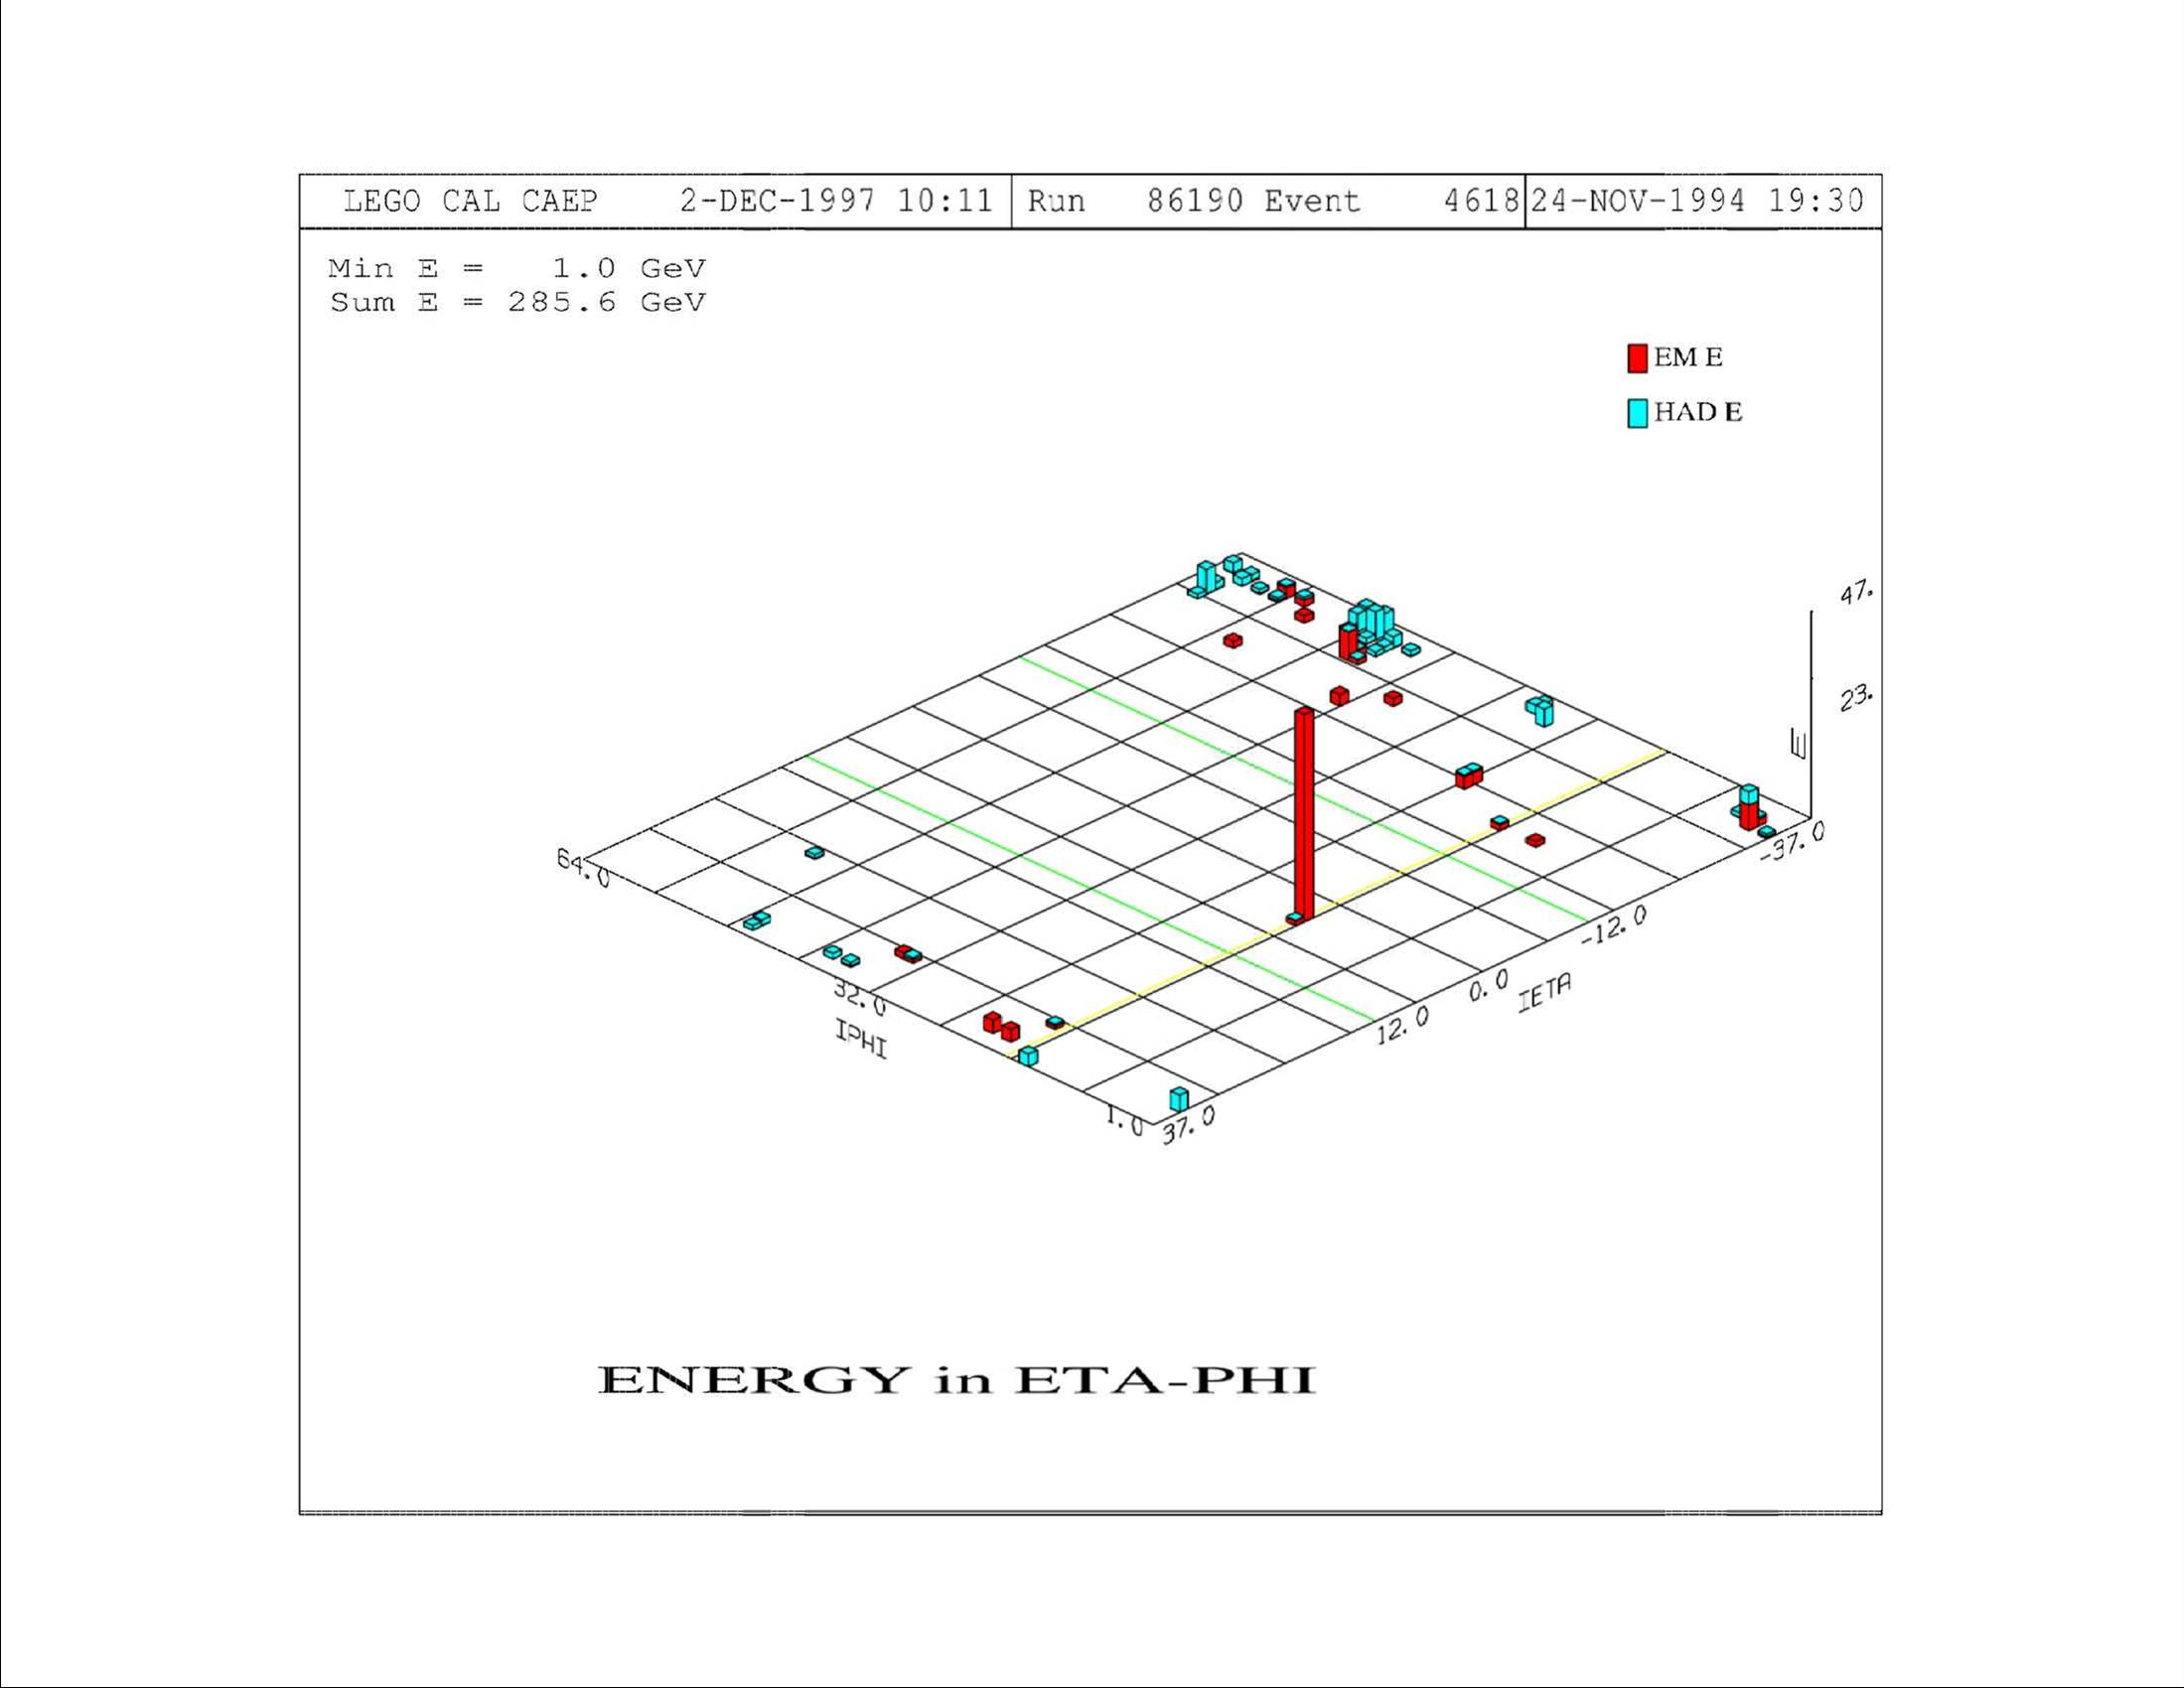 LEGO CAL CAEP 2-DEC-1997 10:11 Run 86190 Event 4618 24-NOV-1994 19:30
Min E = 1.0 GeV
Sum E = 285.6 GeV
EM E
HAD E
47.
23.
E
-37.0
-12.0
0.0
IETA
12.0
37.0
64.0
32.0
IPHI
1.0
ENERGY in ETA-PHI